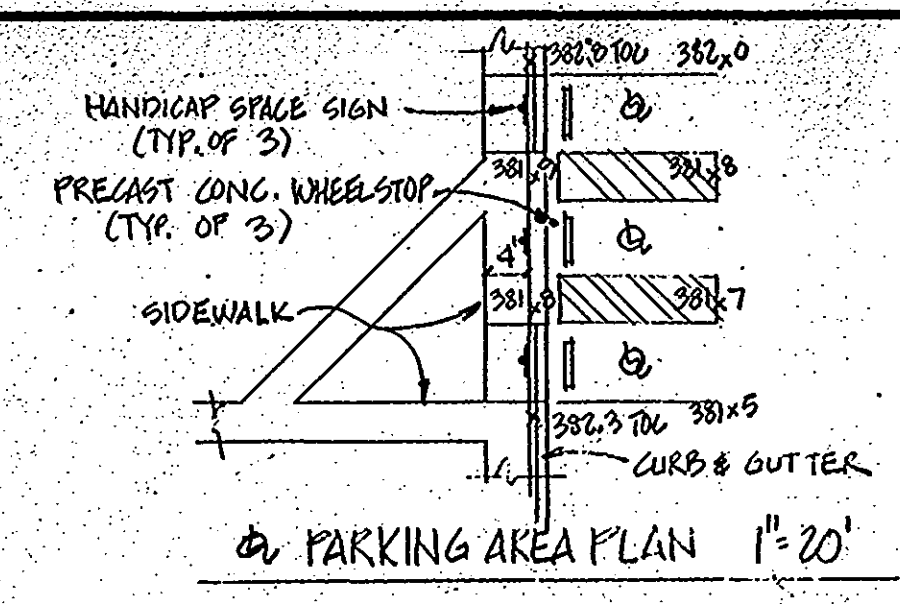 382.8 TOC 382x0
HANDICAP SPACE SIGN
(TYP. OF 3)
381x9 381x8
PRECAST CONC. WHEELSTOP
(TYP. OF 3)
4'
381x8 381x7
SIDEWALK
382.3 TOC 381x5
CURB & GUTTER
PARKING AREA PLAN 1"=20'